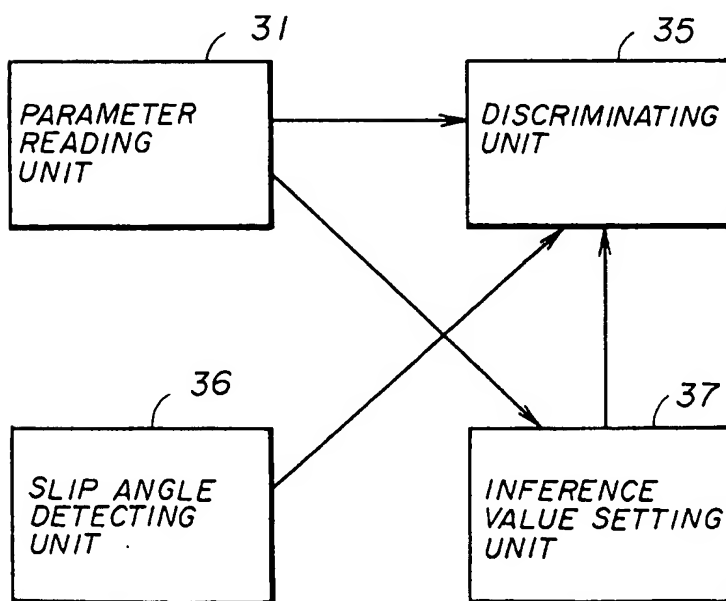 31
PARAMETER
READING
UNIT
35
DISCRIMINATING
UNIT
36
SLIP ANGLE
DETECTING
UNIT
37
INFERENCE
VALUE SETTING
UNIT